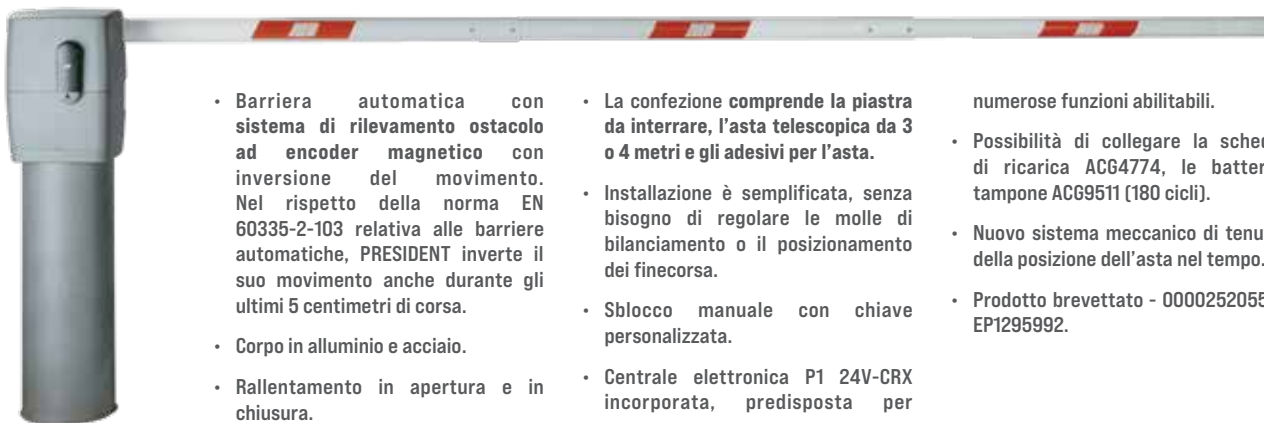 • Barriera automatica con
sistema di rilevamento ostacolo
ad encoder magnetico con
inversione del movimento.
Nel rispetto della norma EN
60335-2-103 relativa alle barriere
automatiche, PRESIDENT inverte il
suo movimento anche durante gli
ultimi 5 centimetri di corsa.
• Corpo in alluminio e acciaio.
• Rallentamento in apertura e in
chiusura.
• La confezione comprende la piastra
da interrare, l'asta telescopica da 3
o 4 metri e gli adesivi per l'asta.
• Installazione è semplificata, senza
bisogno di regolare le molle di
bilanciamento o il posizionamento
dei finecorsa.
• Sblocco manuale con chiave
personalizzata.
• Centrale elettronica P1 24V-CRX
incorporata, predisposta per
numerose funzioni abilitabili.
• Possibilità di collegare la sched
di ricarica ACG4774, le batter
tampone ACG9511 (180 cicli).
• Nuovo sistema meccanico di tenu
della posizione dell'asta nel tempo.
• Prodotto brevettato - 0000252055
EP1295992.